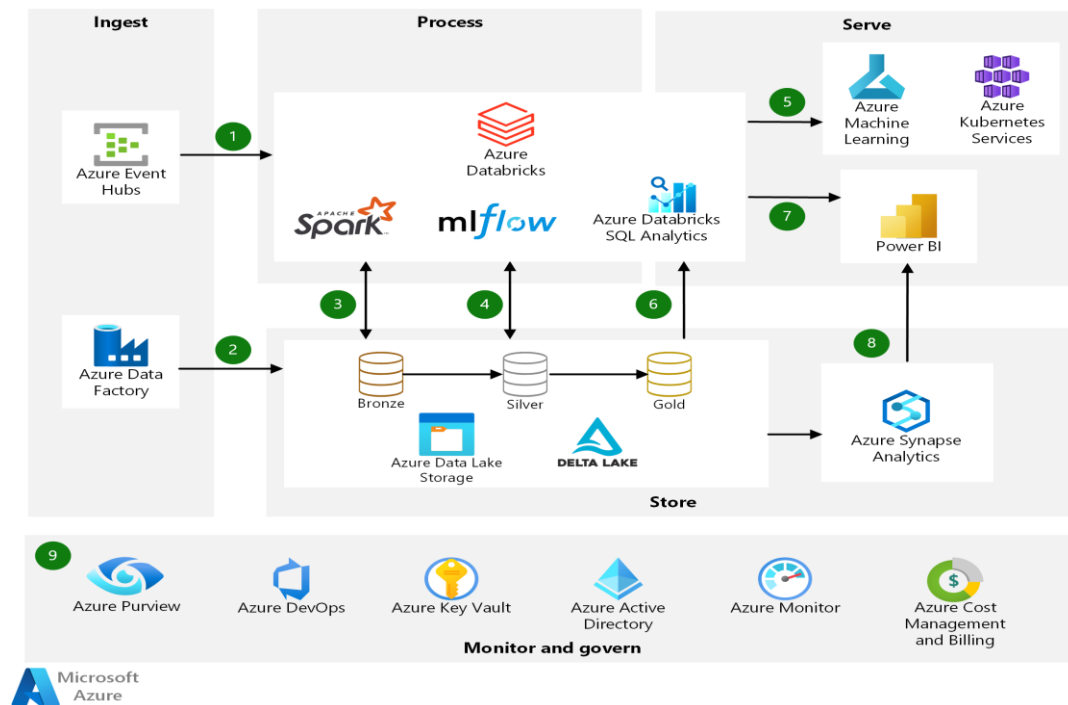 Ingest
Process
Serve
Azure Event
Hubs
1
Azure
Databricks
APACHE
Spark
mlflow
Azure Databricks
SQL Analytics
5
Azure
Machine
Learning
Azure
Kubernetes
Services
7
Power BI
3
4
6
8
Azure Data
Factory
2
Bronze
Silver
Gold
Azure Data Lake
Storage
DELTA LAKE
Azure Synapse
Analytics
Store
9
Azure Purview
Azure DevOps
Azure Key Vault
Azure Active
Directory
Azure Monitor
$
Azure Cost
Management
and Billing
Monitor and govern
Microsoft
Azure